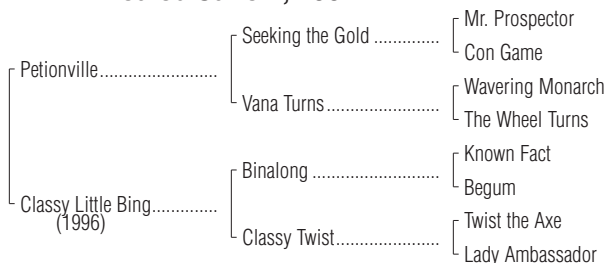 Seeking the Gold
Mr. Prospector
Con Game
Petionville
Vana Turns
Wavering Monarch
The Wheel Turns
Binalong
Known Fact
Begum
Classy Little Bing
(1996)
Classy Twist
Twist the Axe
Lady Ambassador